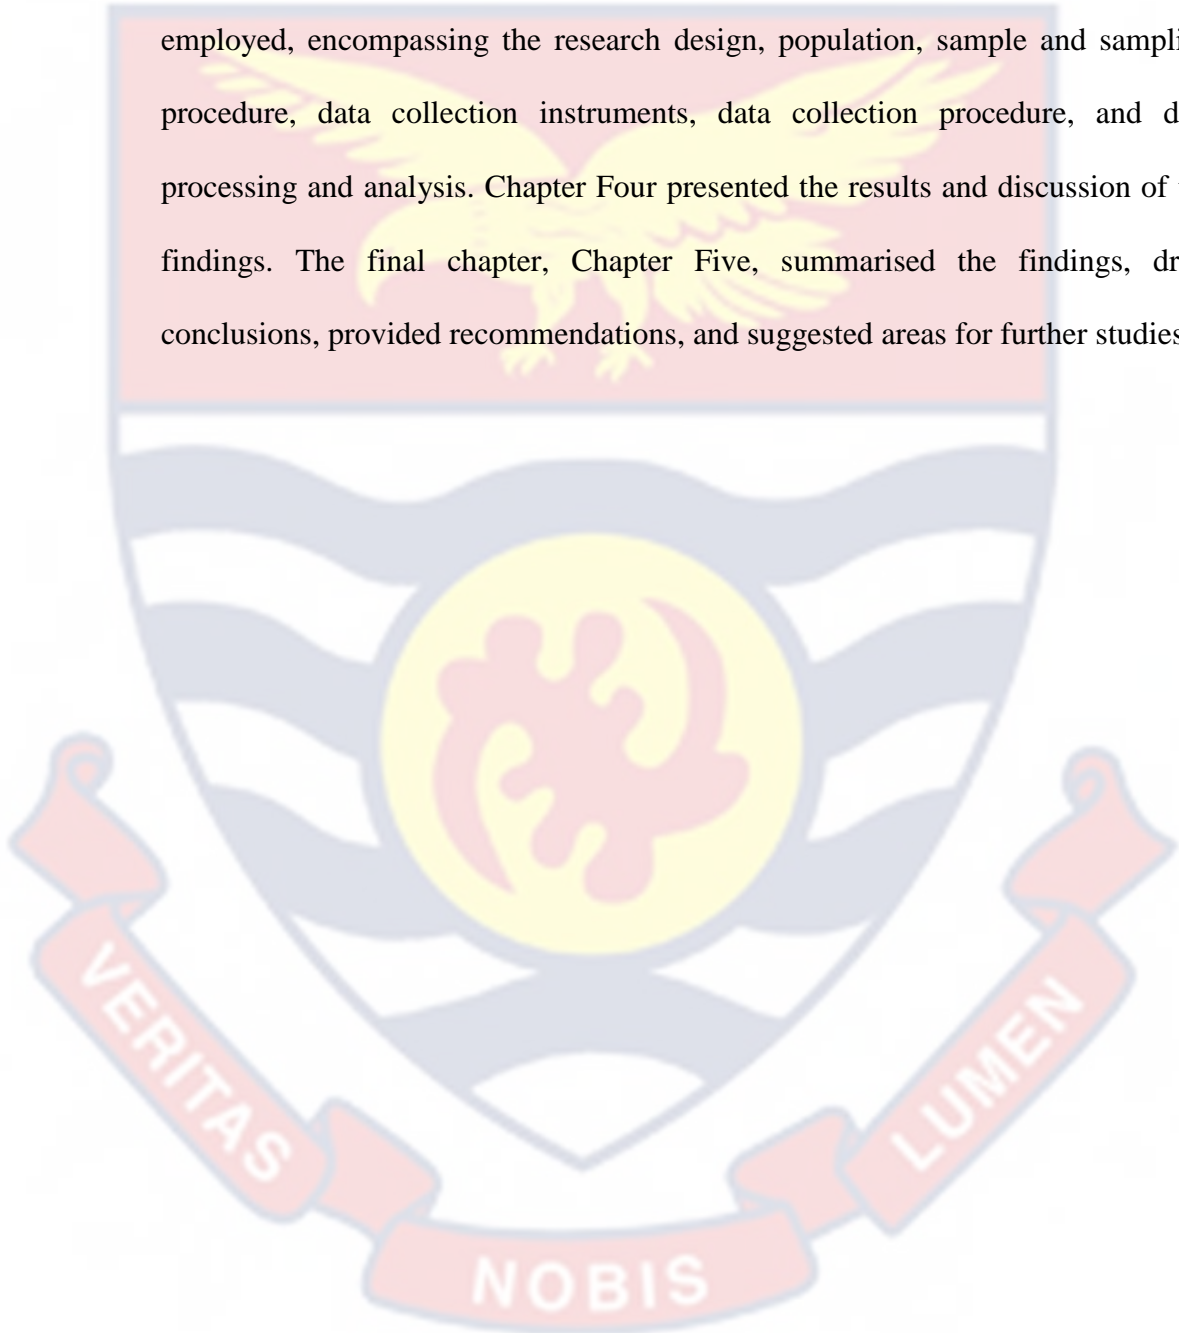 employed, encompassing the research design, population, sample and sampli
procedure, data collection instruments, data collection procedure, and d
processing and analysis. Chapter Four presented the results and discussion of
findings. The final chapter, Chapter Five, summarised the findings, dr
conclusions, provided recommendations, and suggested areas for further studies
VERITAS
NOBIS
LUMEN